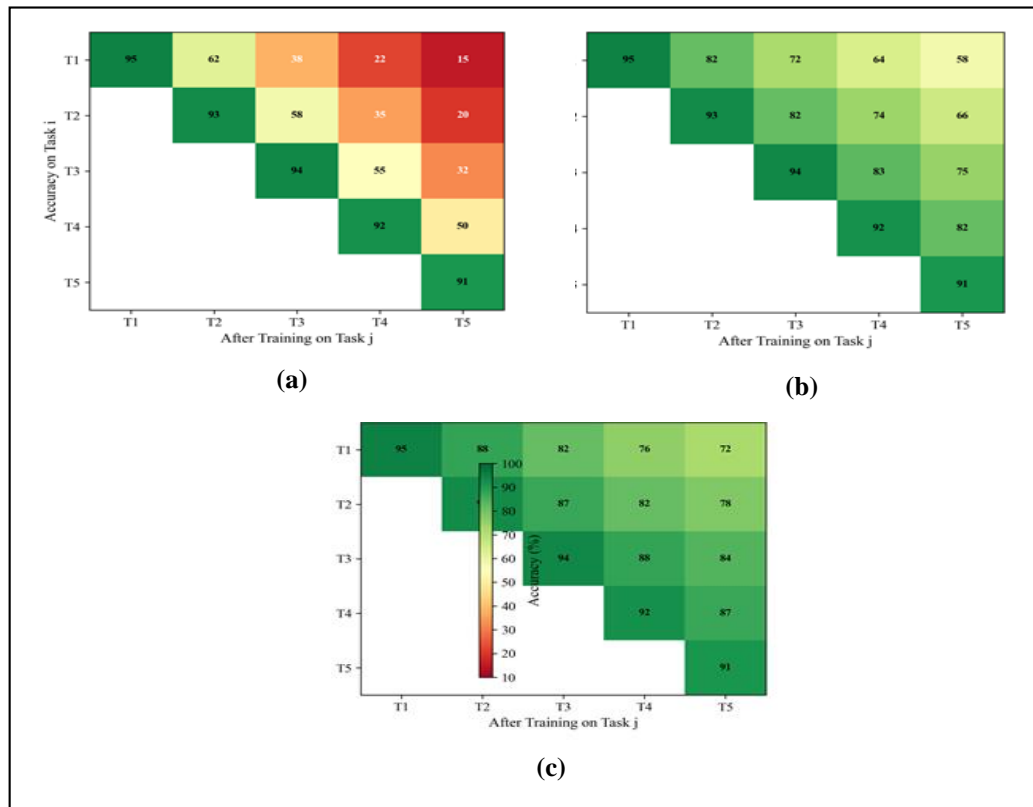 T1 95 62 38 22 15
T2 93 58 35 20
T3 94 55 32
T4 92 50
T5 91
Accuracy on Task i
T1 T2 T3 T4 T5
After Training on Task j
(a)
95 82 72 64 58
2 93 82 74 66
94 83 75
4 92 82
91
T1 T2 T3 T4 T5
After Training on Task j
(b)
T1 95 88 82 76 72
T2 87 82 78
T3 94 88 84
T4 92 87
T5 91
100
90
80
70
60
50
40
30
20
10
Accuracy (%)
T1 T2 T3 T4 T5
After Training on Task j
(c)